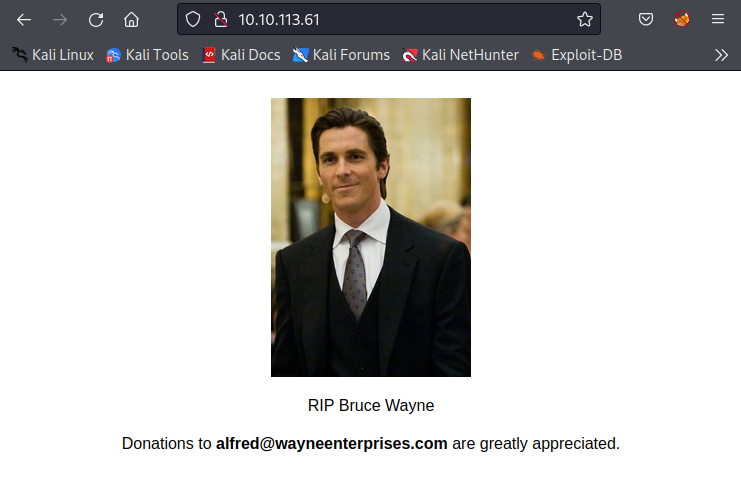 10.10.113.61
Kali Linux Kali Tools Kali Docs Kali Forums Kali NetHunter Exploit-DB
RIP Bruce Wayne
Donations to alfred@wayneenterprises.com are greatly appreciated.